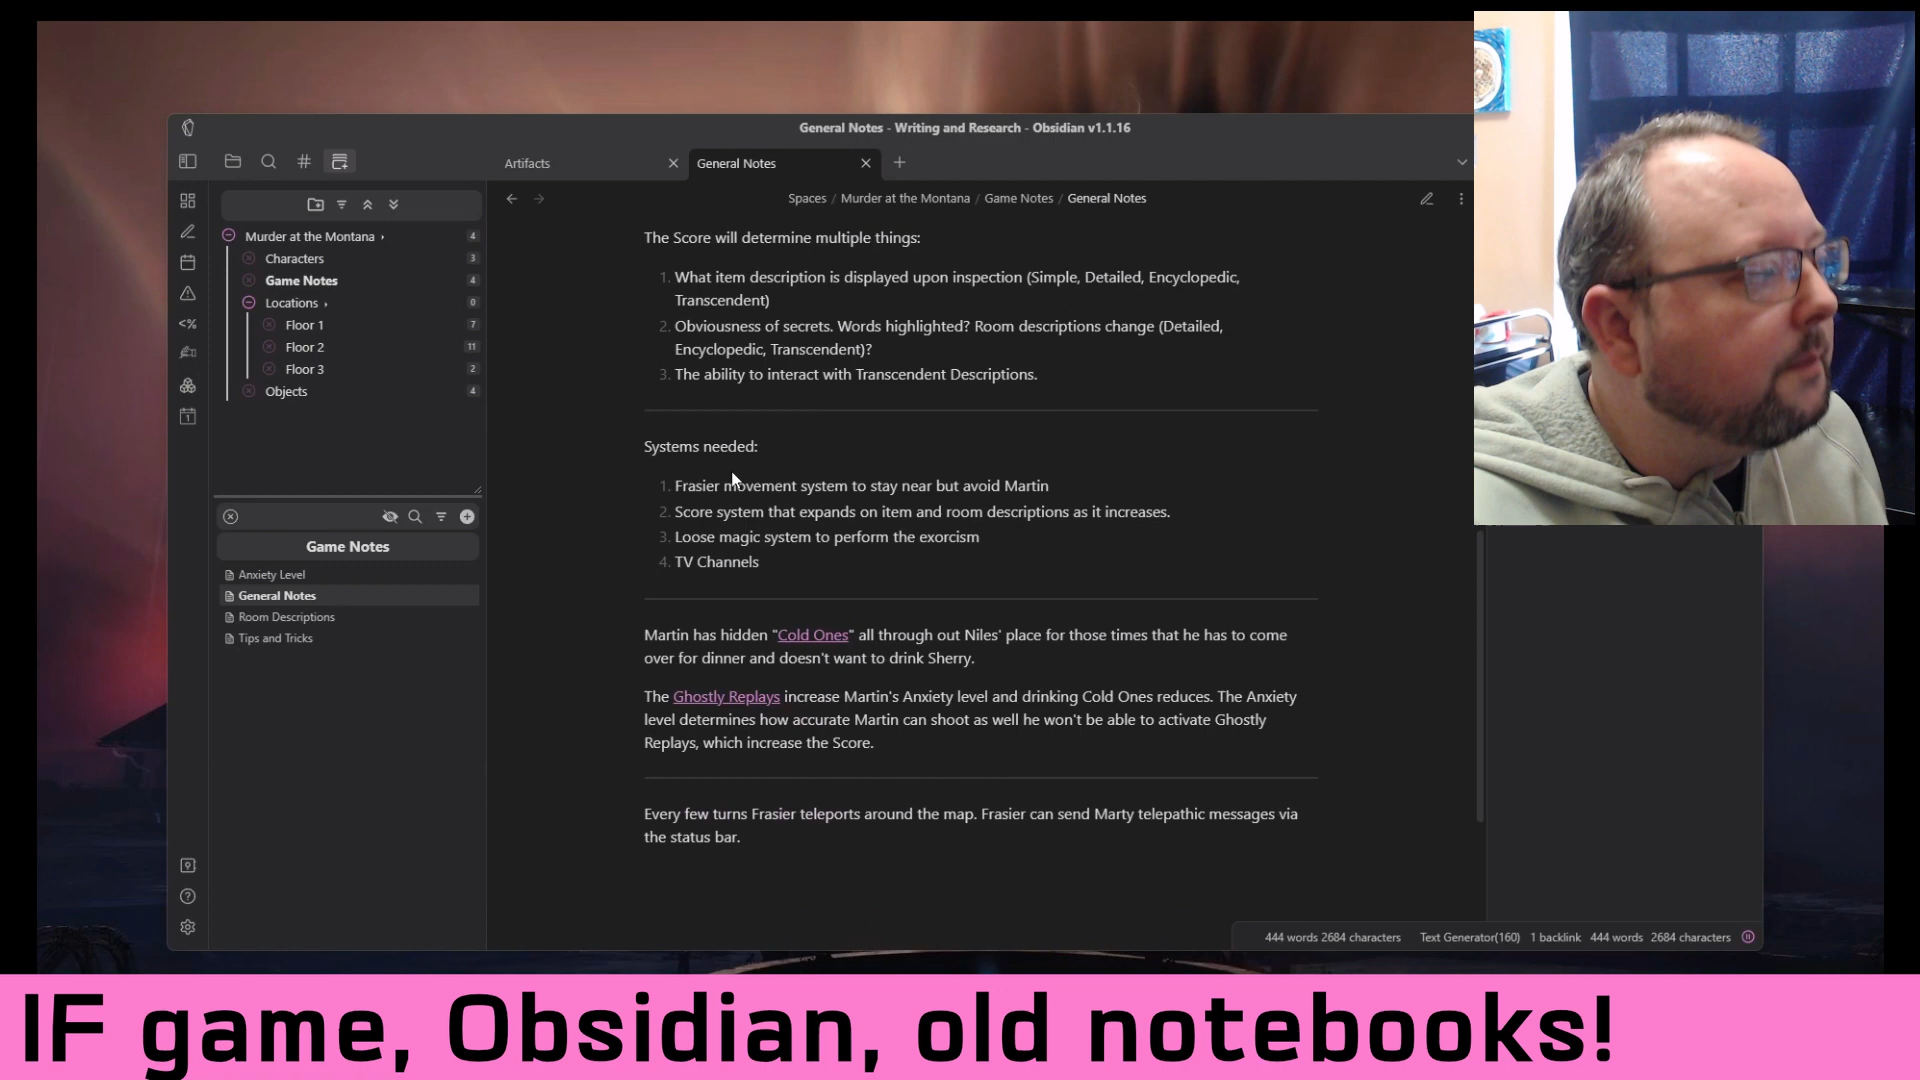 General Notes - Writing and Research - Obsidian v1.1.16
Artifacts
General Notes
Spaces / Murder at the Montana / Game Notes / General Notes
Murder at the Montana 4
Characters 3
Game Notes 4
Locations 0
Floor 1 7
Floor 2 11
Floor 3 2
Objects 4
Game Notes
Anxiety Level
General Notes
Room Descriptions
Tips and Tricks
The Score will determine multiple things:
1. What item description is displayed upon inspection (Simple, Detailed, Encyclopedic,
Transcendent)
2. Obviousness of secrets. Words highlighted? Room descriptions change (Detailed,
Encyclopedic, Transcendent)?
3. The ability to interact with Transcendent Descriptions.
Systems needed:
1. Frasier movement system to stay near but avoid Martin
2. Score system that expands on item and room descriptions as it increases.
3. Loose magic system to perform the exorcism
4. TV Channels
Martin has hidden "Cold Ones" all through out Niles' place for those times that he has to come
over for dinner and doesn't want to drink Sherry.
The Ghostly Replays increase Martin's Anxiety level and drinking Cold Ones reduces. The Anxiety
level determines how accurate Martin can shoot as well he won't be able to activate Ghostly
Replays, which increase the Score.
Every few turns Frasier teleports around the map. Frasier can send Marty telepathic messages via
the status bar.
444 words 2684 characters Text Generator(160) 1 backlink 444 words 2684 characters
IF game, Obsidian, old notebooks!